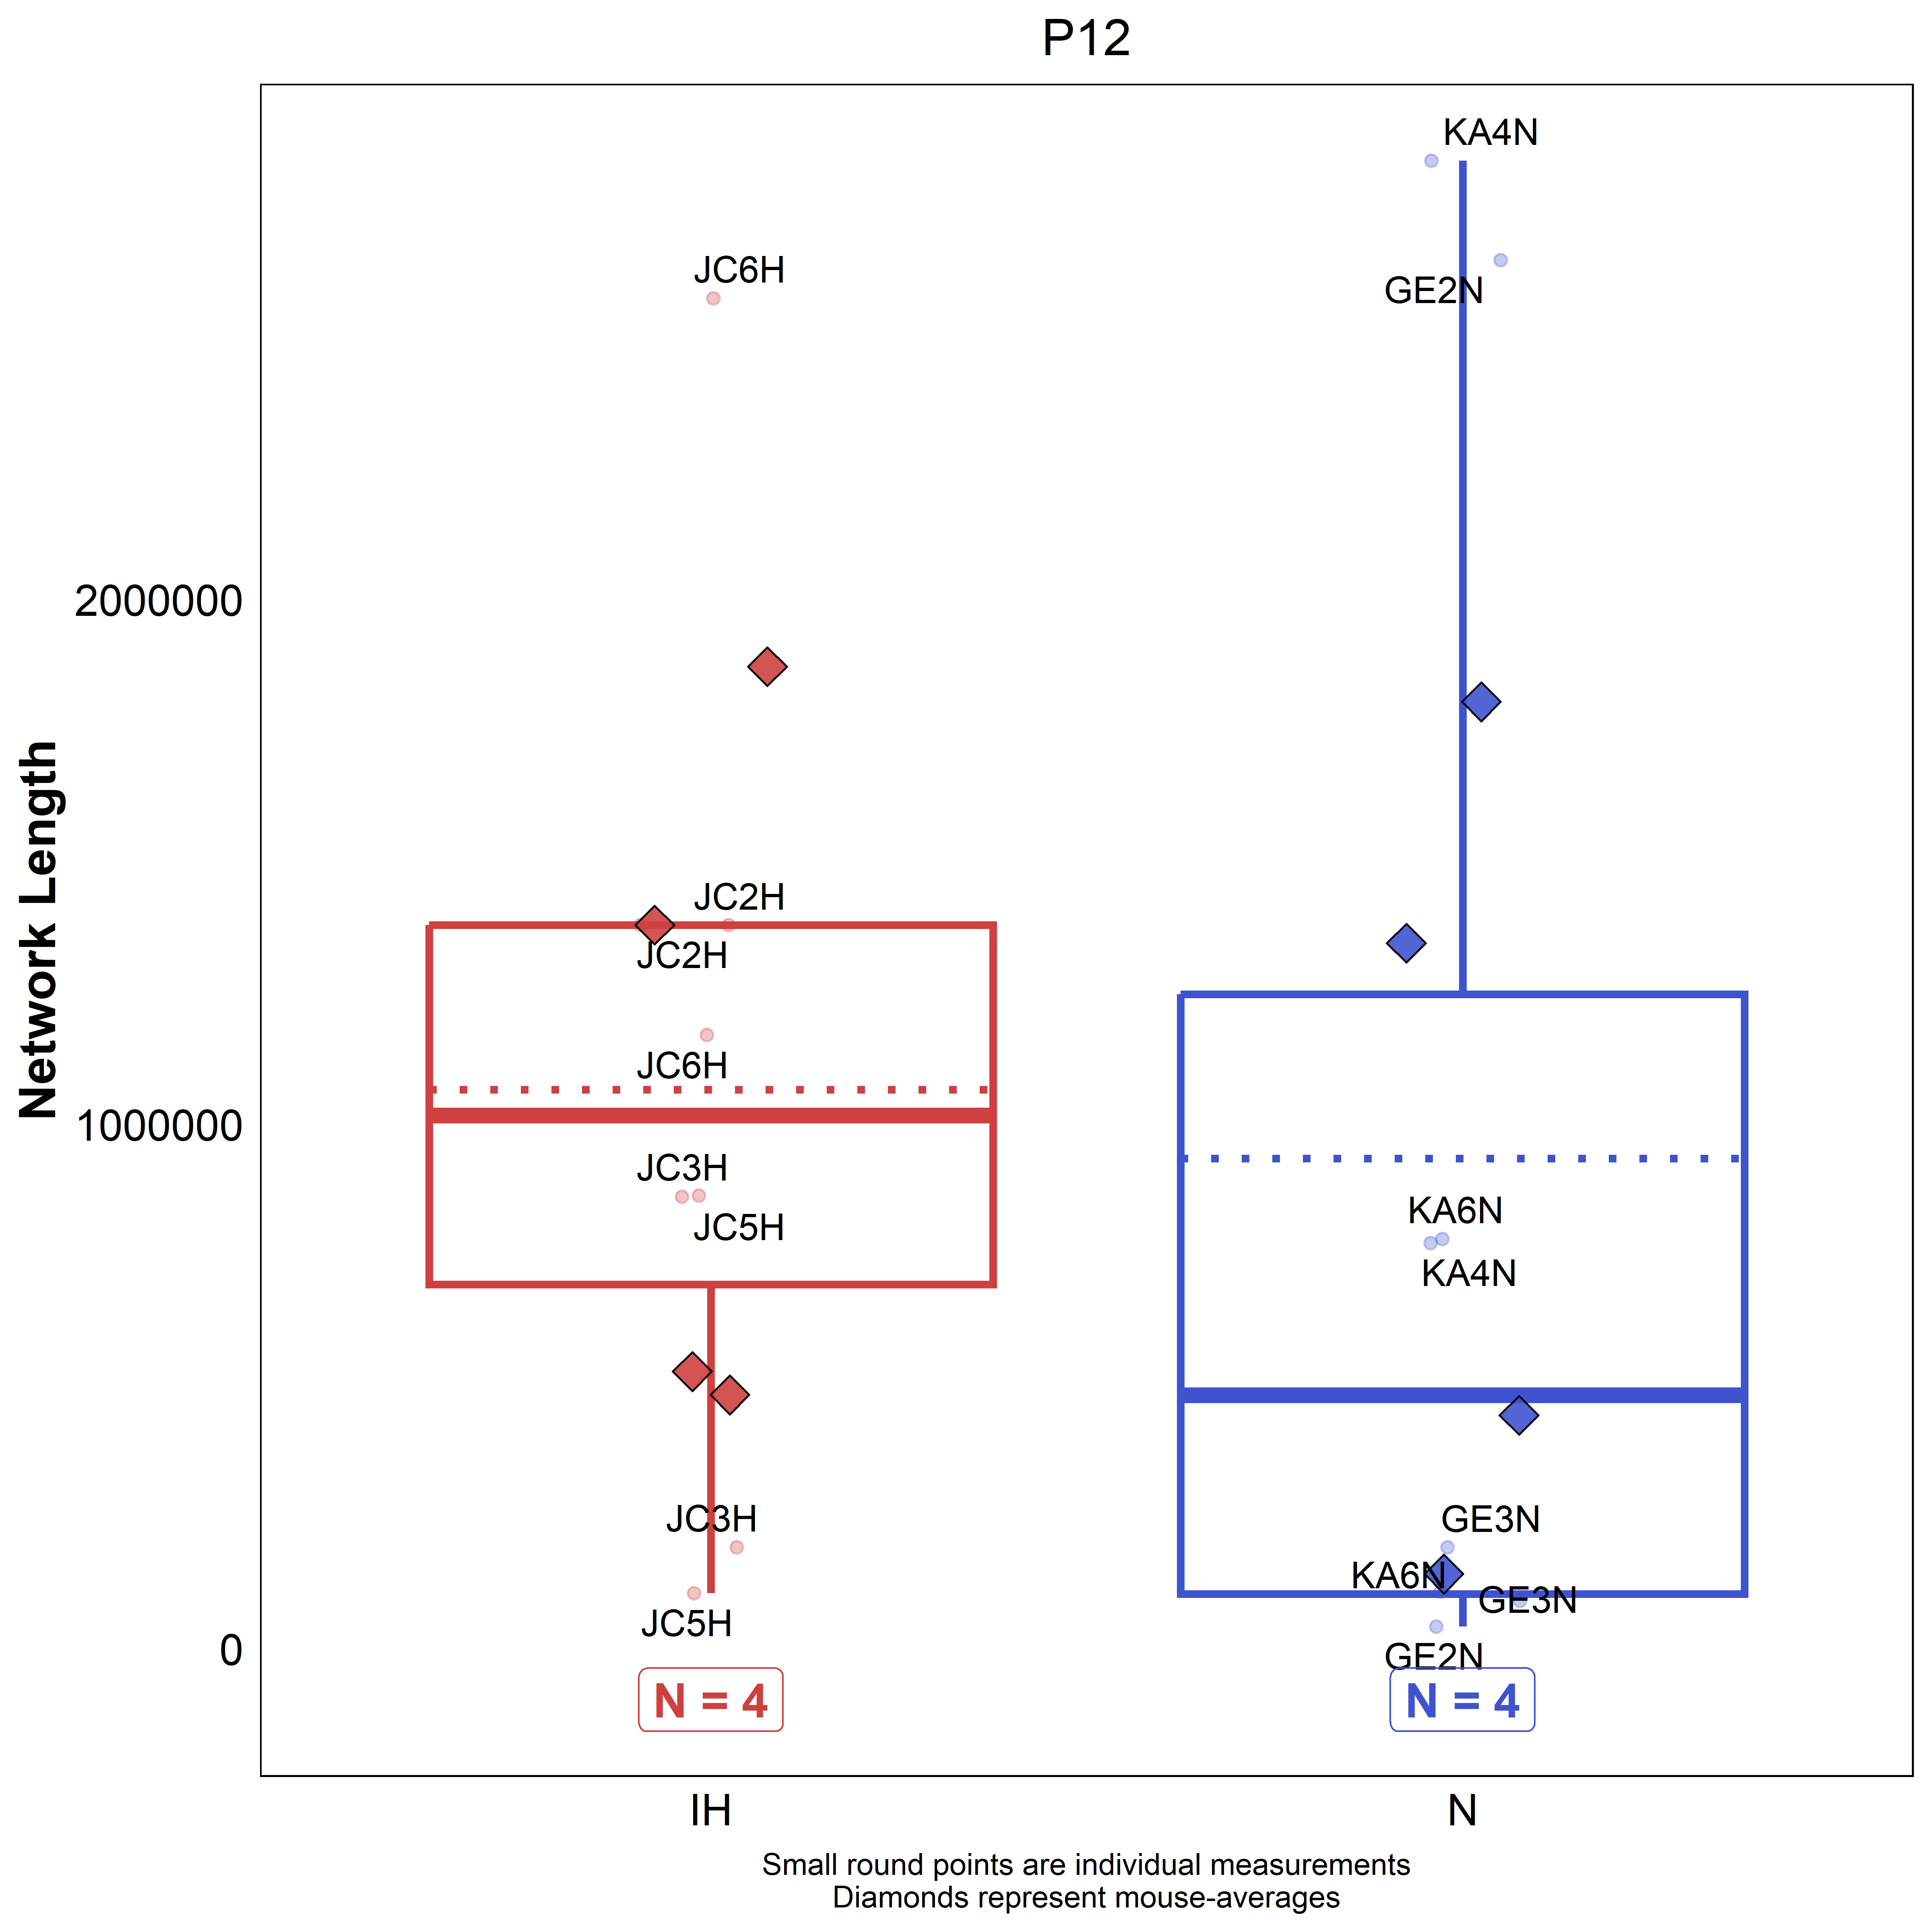 P12
KA4N
JC6H
GE2N
2000000
JC2H
JC2H
JC6H
Network Length
1000000
JC3H
KA6N
JC5H
KA4N
JC3H
GE3N
KA6N
GE3N
JC5H
0
GE2N
N = 4
N = 4
IH
N
Small round points are individual measurements
Diamonds represent mouse-averages